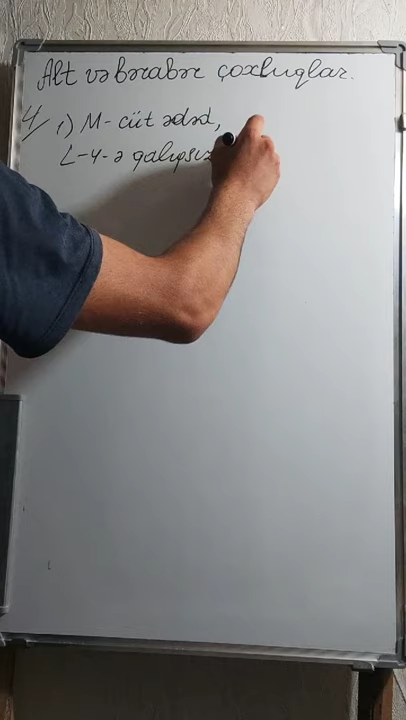 Alt və bərabər çoxluqlar.
4/ 1) M- cüt ədəd,
L-4-ə qalıqsız